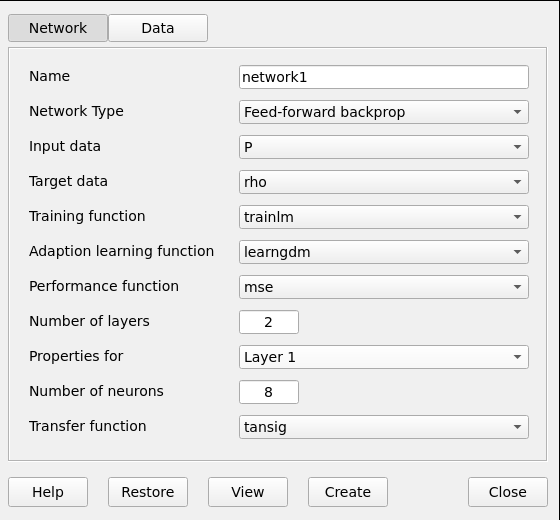 Network Data
Name network1
Network Type Feed-forward backprop
Input data P
Target data rho
Training function trainlm
Adaption learning function learngdm
Performance function mse
Number of layers 2
Properties for Layer 1
Number of neurons 8
Transfer function tansig
Help Restore View Create Close